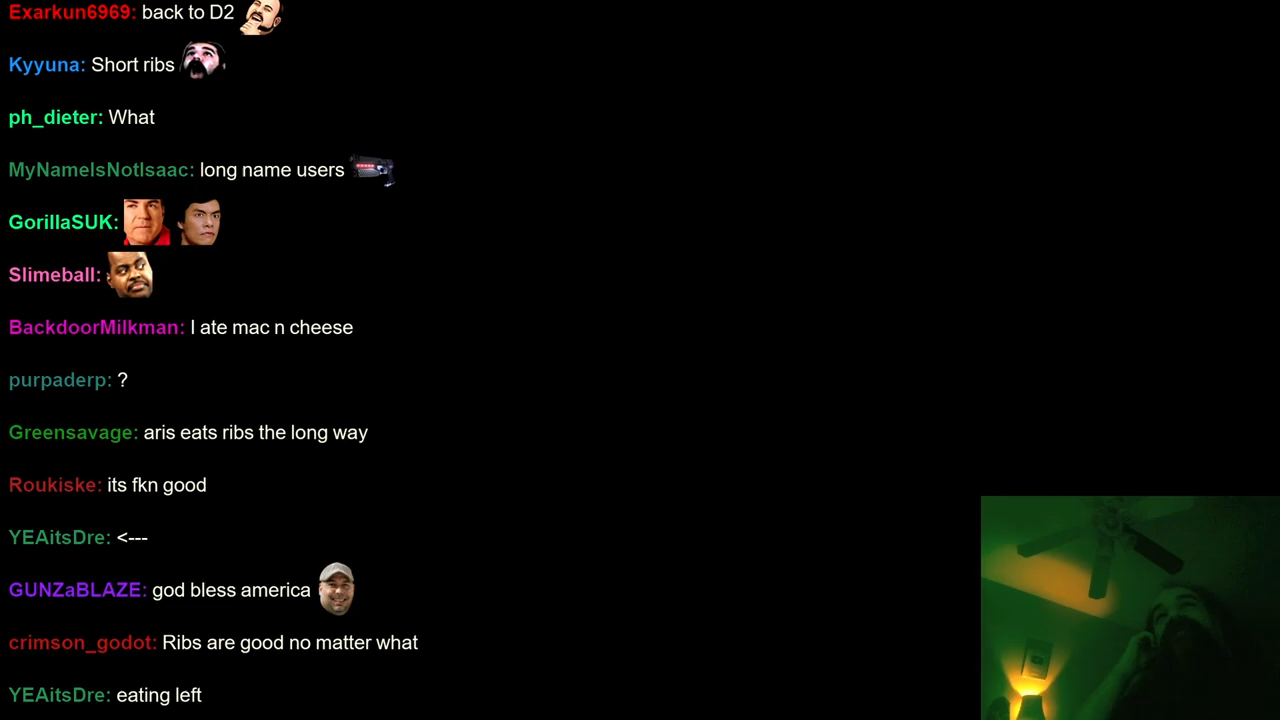 Exarkun6969: back to D2
Kyyuna: Short ribs
ph_dieter: What
MyNameIsNotIsaac: long name users
GorillaSUK:
Slimeball:
BackdoorMilkman: I ate mac n cheese
purpaderp: ?
Greensavage: aris eats ribs the long way
Roukiske: its fkn good
YEAitsDre: <---
GUNZaBLAZE: god bless america
crimson_godot: Ribs are good no matter what
YEAitsDre: eating left